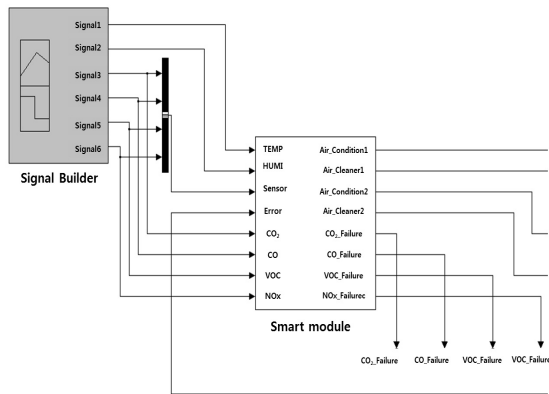 Signal1
Signal2
Signal3
Signal4
Signal5
Signal6
Signal Builder
TEMP
HUMI
Sensor
Error
CO₂
CO
VOC
NOx
Air_Condition1
Air_Cleaner1
Air_Condition2
Air_Cleaner2
CO₂_Failure
CO_Failure
VOC_Failure
NOx_Failurec
Smart module
CO₂_Failure
CO_Failure
VOC_Failure
VOC_Failure